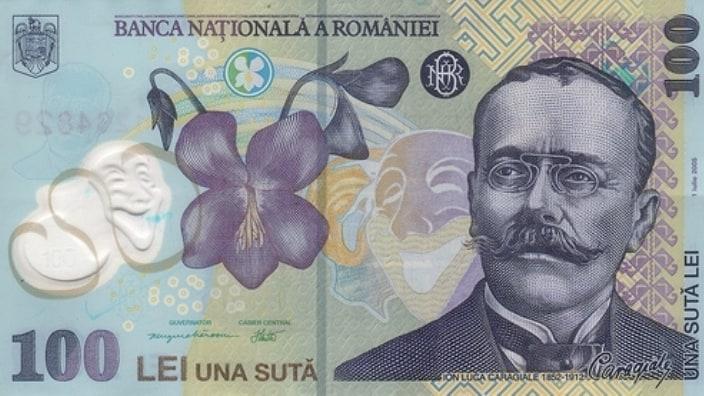 BANCA NAȚIONALĂ A ROMÂNIEI
100
1 iulie 2005
100
GUVERNATOR
CASIER CENTRAL
100 LEI UNA SUTĂ
UNA SUTĂ LEI
ION LUCA CARAGIALE 1852-1912
Caragiale